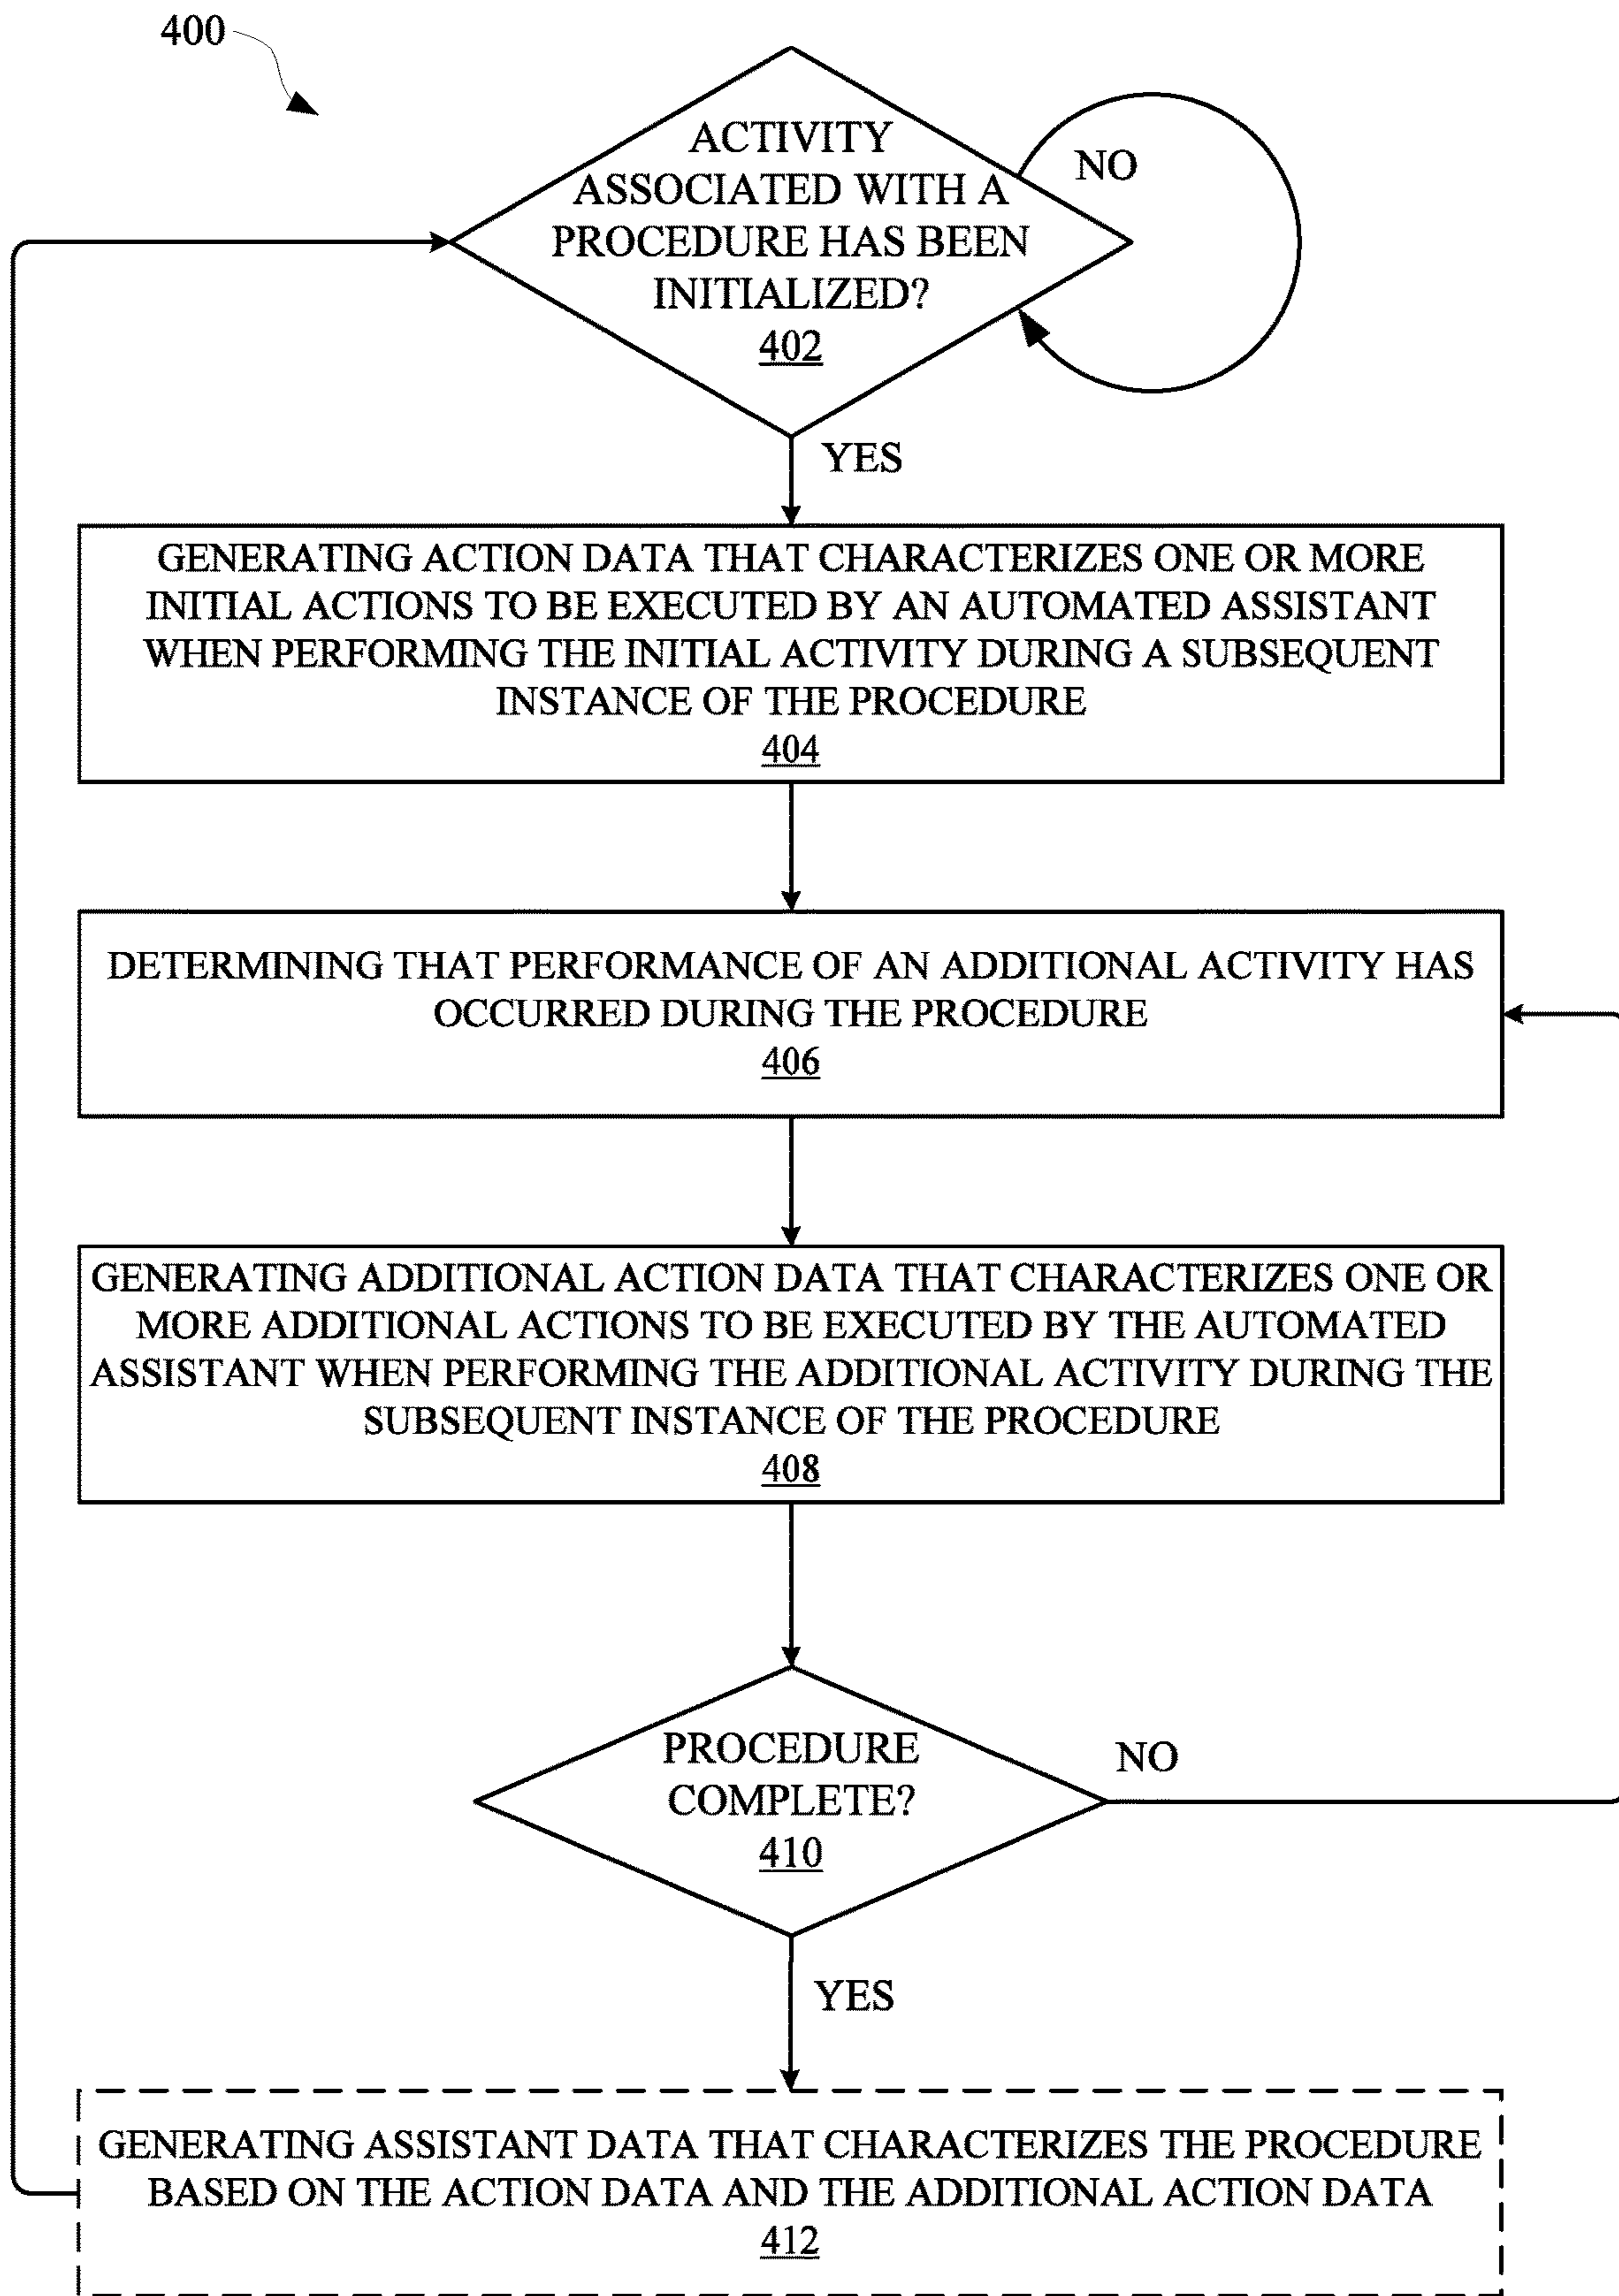 400
ACTIVITY
ASSOCIATED WITH A
PROCEDURE HAS BEEN
INITIALIZED?
402
NO
YES
GENERATING ACTION DATA THAT CHARACTERIZES ONE OR MORE
INITIAL ACTIONS TO BE EXECUTED BY AN AUTOMATED ASSISTANT
WHEN PERFORMING THE INITIAL ACTIVITY DURING A SUBSEQUENT
INSTANCE OF THE PROCEDURE
404
DETERMINING THAT PERFORMANCE OF AN ADDITIONAL ACTIVITY HAS
OCCURRED DURING THE PROCEDURE
406
GENERATING ADDITIONAL ACTION DATA THAT CHARACTERIZES ONE OR
MORE ADDITIONAL ACTIONS TO BE EXECUTED BY THE AUTOMATED
ASSISTANT WHEN PERFORMING THE ADDITIONAL ACTIVITY DURING THE
SUBSEQUENT INSTANCE OF THE PROCEDURE
408
PROCEDURE
COMPLETE?
410
NO
YES
GENERATING ASSISTANT DATA THAT CHARACTERIZES THE PROCEDURE
BASED ON THE ACTION DATA AND THE ADDITIONAL ACTION DATA
412